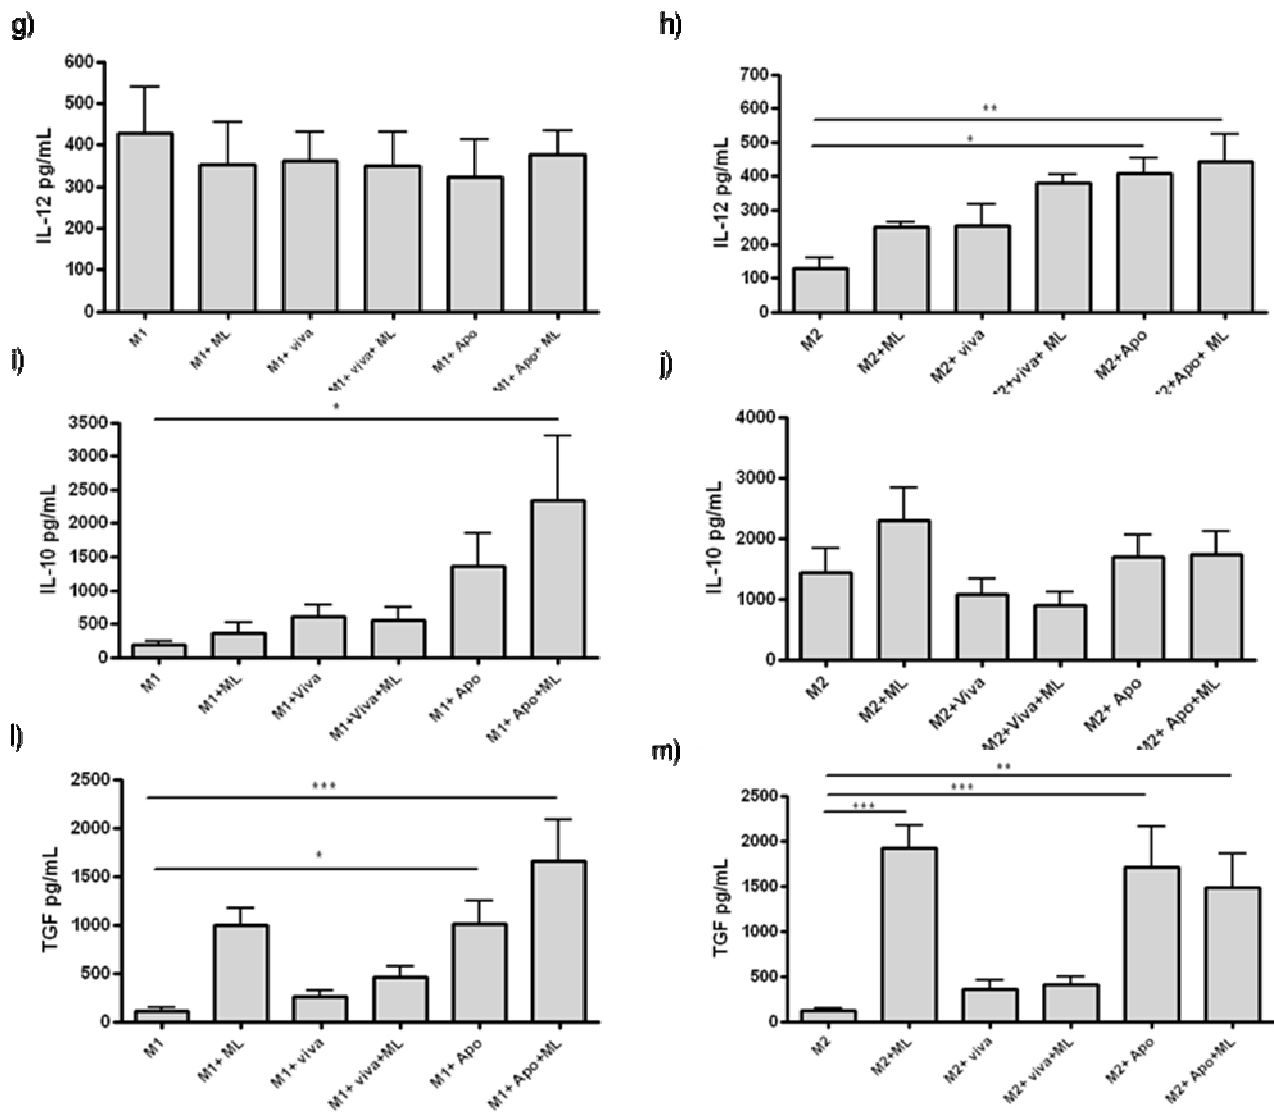 g)
600
500
400
300
200
100
0
IL-12 pg/mL
M1
M1+ ML
M1+ viva
M1+ viva+ ML
M1+ Apo
M1+ Apo+ ML
h)
700
600
500
400
300
200
100
0
IL-12 pg/mL
**
*
M2
M2+ML
M2+ viva
M2+viva+ ML
M2+Apo
M2+Apo+ ML
i)
3500
3000
2500
2000
1500
1000
500
0
IL-10 pg/mL
*
M1
M1+ML
M1+Viva
M1+Viva+ML
M1+ Apo
M1+ Apo+ML
j)
4000
3000
2000
1000
0
IL-10 pg/mL
M2
M2+ML
M2+Viva
M2+Viva+ML
M2+ Apo
M2+ Apo+ML
l)
2500
2000
1500
1000
500
0
TGF pg/mL
***
*
M1
M1+ ML
M1+ viva
M1+ viva+ML
M1+ Apo
M1+ Apo+ML
m)
2500
2000
1500
1000
500
0
TGF pg/mL
**
***
***
M2
M2+ML
M2+ viva
M2+ viva+ML
M2+ Apo
M2+ Apo+ML